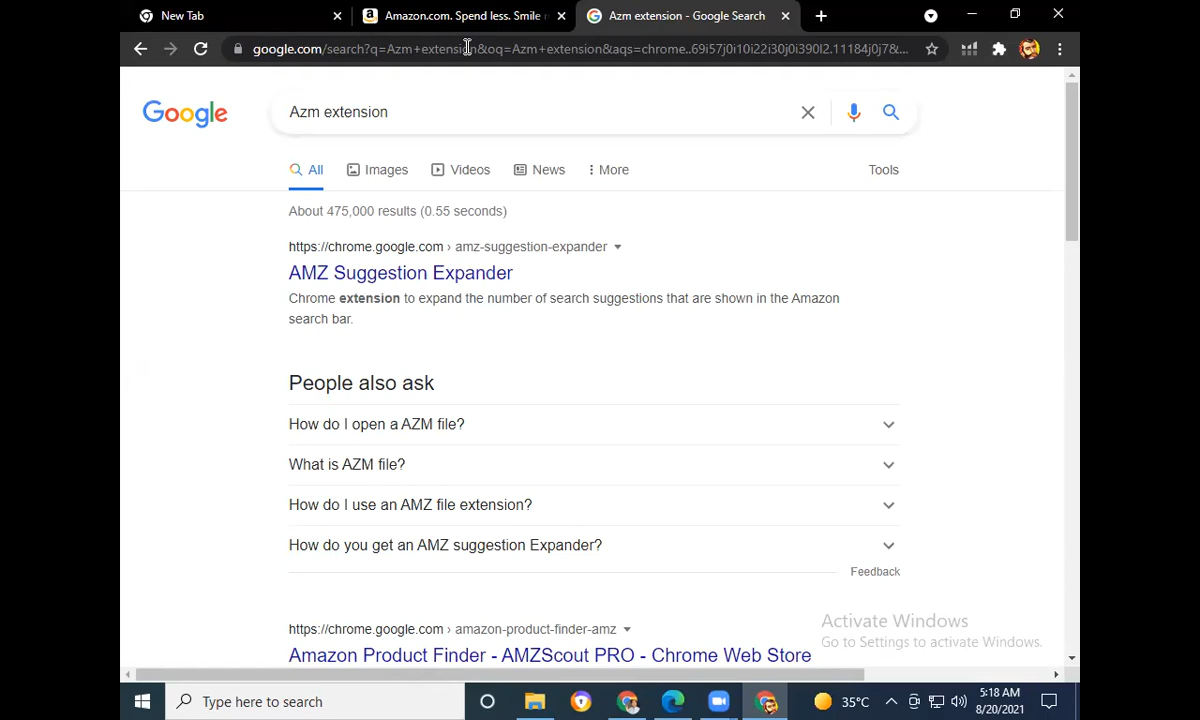 New Tab
Amazon.com. Spend less. Smile
Azm extension - Google Search
google.com/search?q=Azm+extension&oq=Azm+extension&aqs=chrome..69i57j0i10i22i30j0i390l2.11184j0j7&...
Google
Azm extension
All
Images
Videos
News
More
Tools
About 475,000 results (0.55 seconds)
https://chrome.google.com › amz-suggestion-expander
AMZ Suggestion Expander
Chrome extension to expand the number of search suggestions that are shown in the Amazon
search bar.
People also ask
How do I open a AZM file?
What is AZM file?
How do I use an AMZ file extension?
How do you get an AMZ suggestion Expander?
Feedback
https://chrome.google.com › amazon-product-finder-amz
Amazon Product Finder - AMZScout PRO - Chrome Web Store
Activate Windows
Go to Settings to activate Windows.
Type here to search
35°C
5:18 AM
8/20/2021